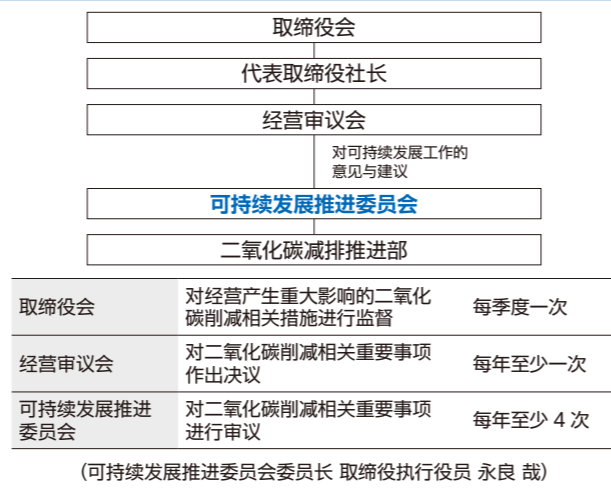 取缔役会
代表取缔役社长
经营审议会
对可持续发展工作的
意见与建议
可持续发展推进委员会
二氧化碳减排推进部
取缔役会
对经营产生重大影响的二氧化
碳削减相关措施进行监督
每季度一次
经营审议会
对二氧化碳削减相关重要事项
作出决议
每年至少一次
可持续发展推进
委员会
对二氧化碳削减相关重要事项
进行审议
每年至少 4 次
（可持续发展推进委员会委员长 取缔役执行役员 永良 哉）